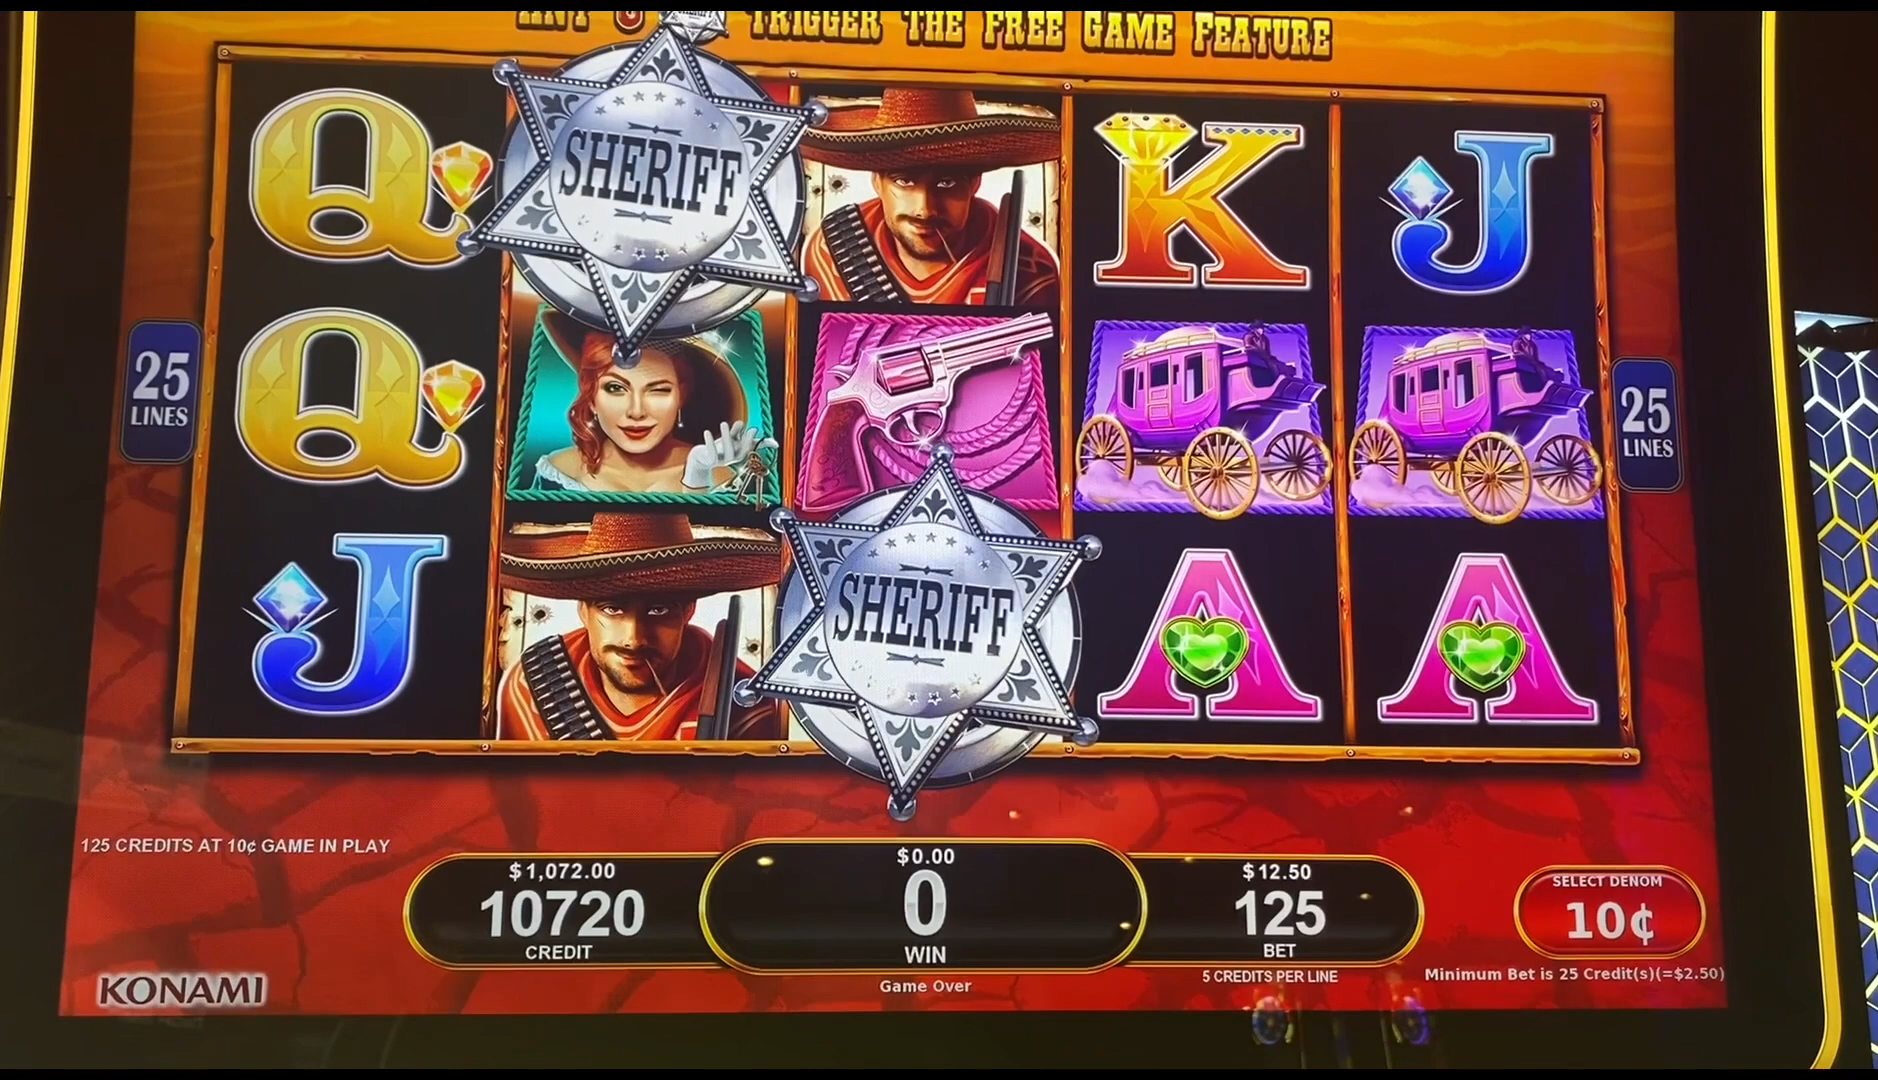 TRIGGER THE FREE GAME FEATURE
SHERIFF
Q
K
J
25
LINES
Q
25
LINES
SHERIFF
J
A
A
125 CREDITS AT 10¢ GAME IN PLAY
$1,072.00
10720
CREDIT
$0.00
0
WIN
Game Over
$12.50
125
BET
5 CREDITS PER LINE
SELECT DENOM
10¢
Minimum Bet is 25 Credit(s)(=$2.50)
KONAMI